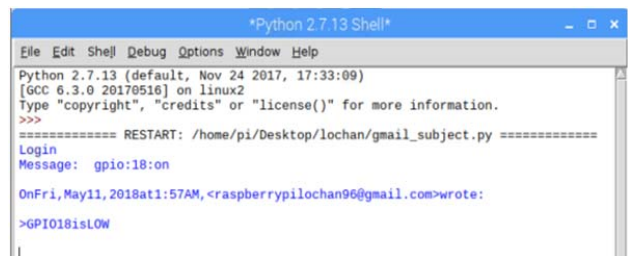 *Python 2.7.13 Shell*
File Edit Shell Debug Options Window Help
Python 2.7.13 (default, Nov 24 2017, 17:33:09)
[GCC 6.3.0 20170516] on linux2
Type "copyright", "credits" or "license()" for more information.
>>>
============= RESTART: /home/pi/Desktop/lochan/gmail_subject.py =============
Login
Message:  gpio:18:on
OnFri,May11,2018at1:57AM,<raspberrypilochan96@gmail.com>wrote:
>GPIO18isLOW